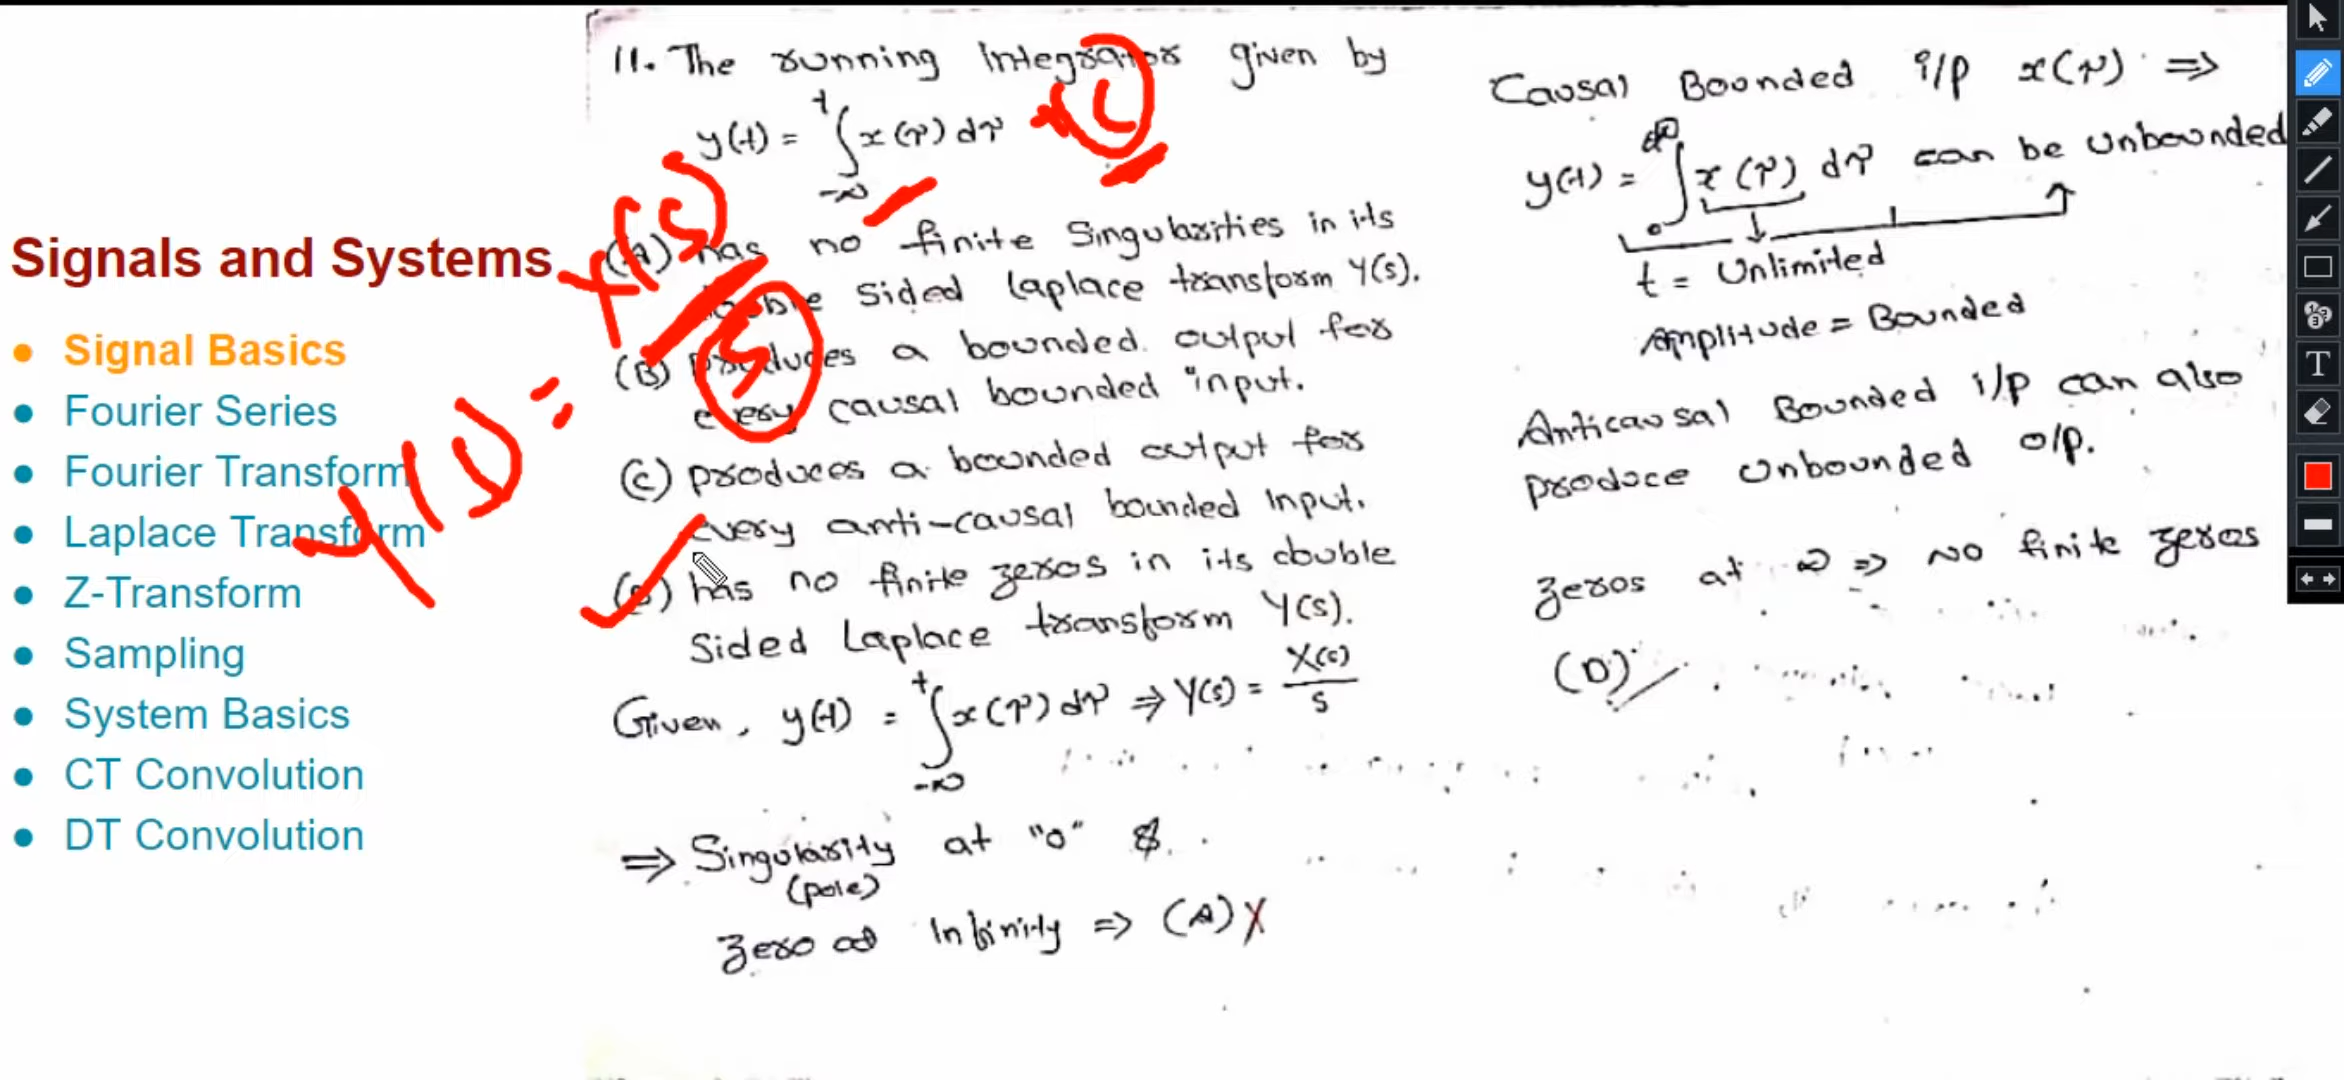 Signals and Systems
Signal Basics
Fourier Series
Fourier Transform
Laplace Transform
Z-Transform
Sampling
System Basics
CT Convolution
DT Convolution
11. The running Integrator given by
y(t) = ∫_{-∞}^{t} x(τ) dτ
(A) has no finite Singularities in its
double Sided Laplace transform Y(s).
(B) produces a bounded output for
every causal bounded input.
(C) produces a bounded output for
every anti-causal bounded Input.
has no finite zeros in its double
Sided Laplace transform Y(s).
Given, y(t) = ∫_{-∞}^{t} x(τ) dτ ⇒ Y(s) = X(s)/s
⇒ Singularity at "0" &
(pole)
Zero at Infinity ⇒ (A) X
Causal Bounded i/p x(τ) ⇒
y(t) = ∫_{0}^{∞} x(τ) dτ can be unbounded
t = Unlimited
Amplitude = Bounded
Anticausal Bounded i/p can also
produce unbounded o/p.
Zeros at ∞ ⇒ No finite zeros
(D)
X(s)
s
Y(s) =
T